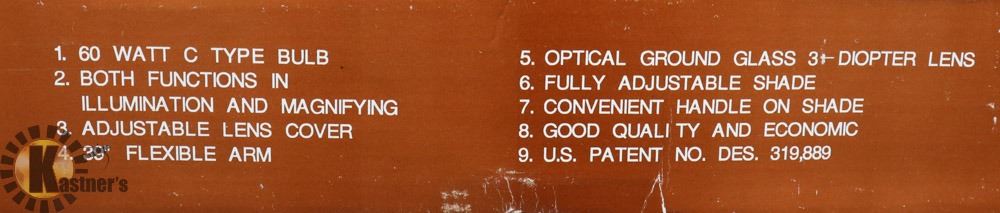 1. 60 WATT C TYPE BULB
2. BOTH FUNCTIONS IN
ILLUMINATION AND MAGNIFYING
3. ADJUSTABLE LENS COVER
4. 39" FLEXIBLE ARM
5. OPTICAL GROUND GLASS 3+-DIOPTER LENS
6. FULLY ADJUSTABLE SHADE
7. CONVENIENT HANDLE ON SHADE
8. GOOD QUALITY AND ECONOMIC
9. U.S. PATENT NO. DES. 319,889
Kastner's